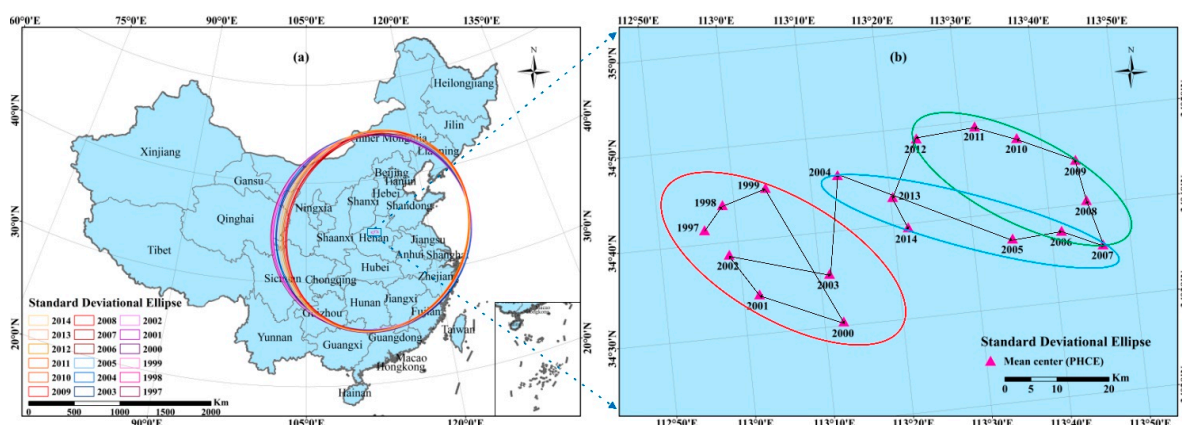 60°E 75°0'E 90°0'E 105°0'E 120°0'E 135°0'E
(a)
N
Heilongjiang
Jilin
Liaoning
Inner Mongolia
Xinjiang
Beijing
Tianjin
Hebei
Gansu
Shanxi
Shandong
Ningxia
Qinghai
Shaanxi Henan
Jiangsu
Tibet
Anhui Shanghai
Hubei
Sichuan Chongqing
Zhejiang
Hunan Jiangxi
Guizhou
Fujian
Yunnan
Guangxi
Guangdong
Taiwan
Macao
Hongkong
Hainan
40°0'N
30°0'N
20°0'N
40°0'N
30°0'N
20°0'N
Standard Deviational Ellipse
2014 2008 2002
2013 2007 2001
2012 2006 2000
2011 2005 1999
2010 2004 1998
2009 2003 1997
Km
0 500 1000 1500 2000
90°0'E 105°0'E 120°0'E
112°50'E 113°0'E 113°10'E 113°20'E 113°30'E 113°40'E 113°50'E
(b)
N
35°0'N
34°50'N
34°40'N
34°30'N
2011
2012
2010
2009
2004
1999
2013
1998
2008
1997
2014
2006
2005
2007
2002
2003
2001
2000
Standard Deviational Ellipse
Mean center (PHCE)
Km
0 5 10 20
112°50'E 113°0'E 113°10'E 113°20'E 113°30'E 113°40'E 113°50'E